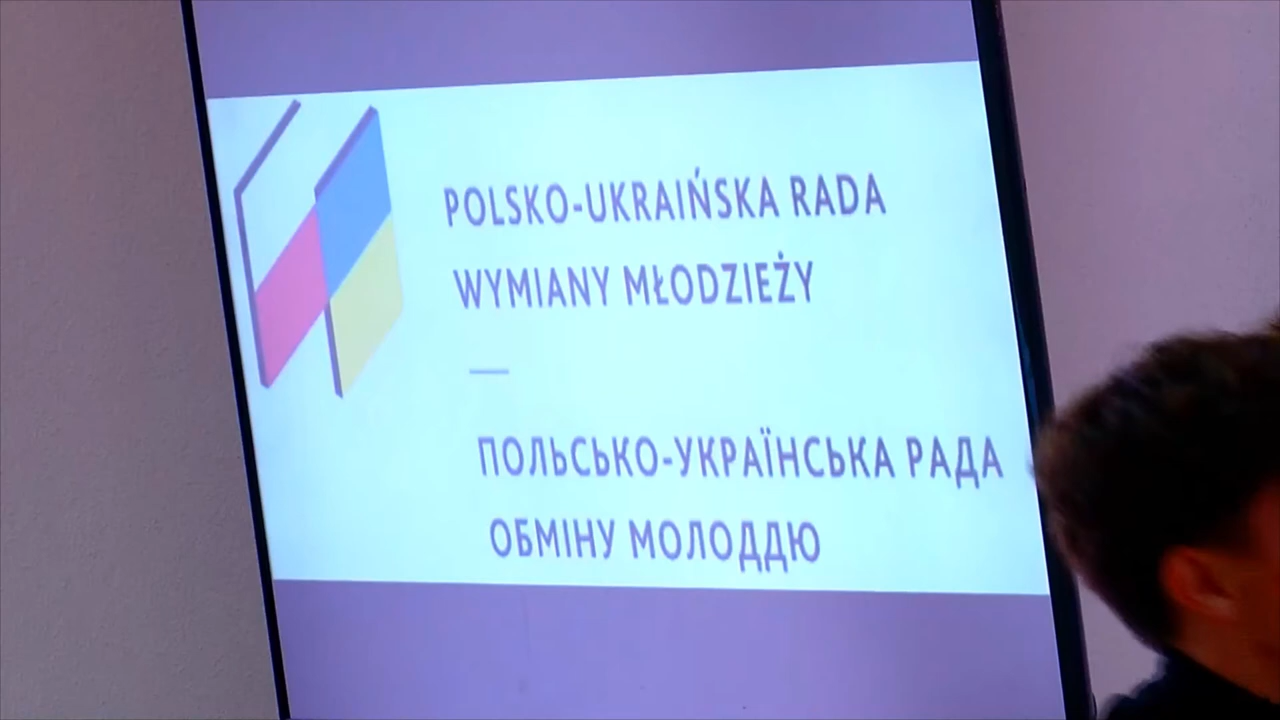 POLSKO-UKRAIŃSKA RADA
WYMIANY MŁODZIEŻY
—
ПОЛЬСЬКО-УКРАЇНСЬКА РАДА
ОБМІНУ МОЛОДДЮ